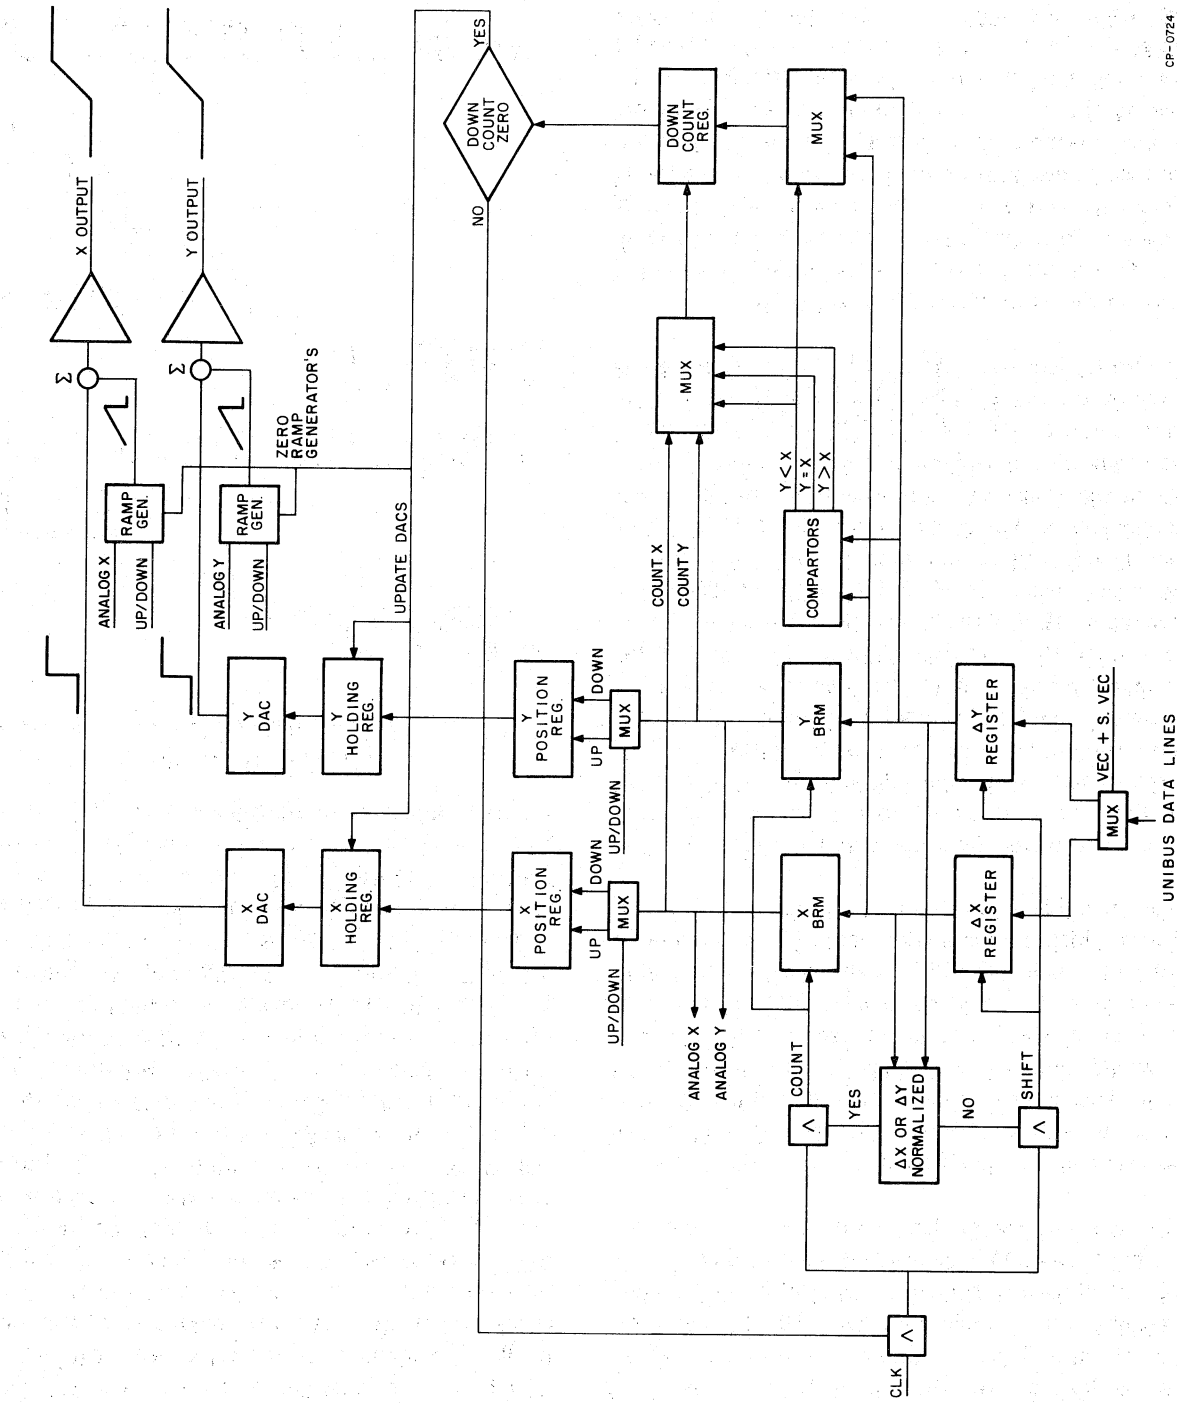 CP-0724
X OUTPUT
Y OUTPUT
Σ
Σ
RAMP
GEN.
RAMP
GEN.
ANALOG X
UP/DOWN
ANALOG Y
UP/DOWN
ZERO
RAMP
GENERATOR'S
UPDATE DACS
YES
DOWN
COUNT
ZERO
NO
DOWN
COUNT
REG.
MUX
MUX
Y < X
Y = X
Y > X
COMPARTORS
COUNT X
COUNT Y
X
DAC
Y
DAC
X
HOLDING
REG.
Y
HOLDING
REG.
X
POSITION
REG.
Y
POSITION
REG.
UP
DOWN
MUX
UP/DOWN
UP
DOWN
MUX
UP/DOWN
ANALOG X
ANALOG Y
X
BRM
Y
BRM
COUNT
Λ
YES
ΔX OR ΔY
NORMALIZED
NO
Λ
SHIFT
ΔX
REGISTER
ΔY
REGISTER
MUX
VEC + S. VEC
UNIBUS DATA LINES
CLK
Λ